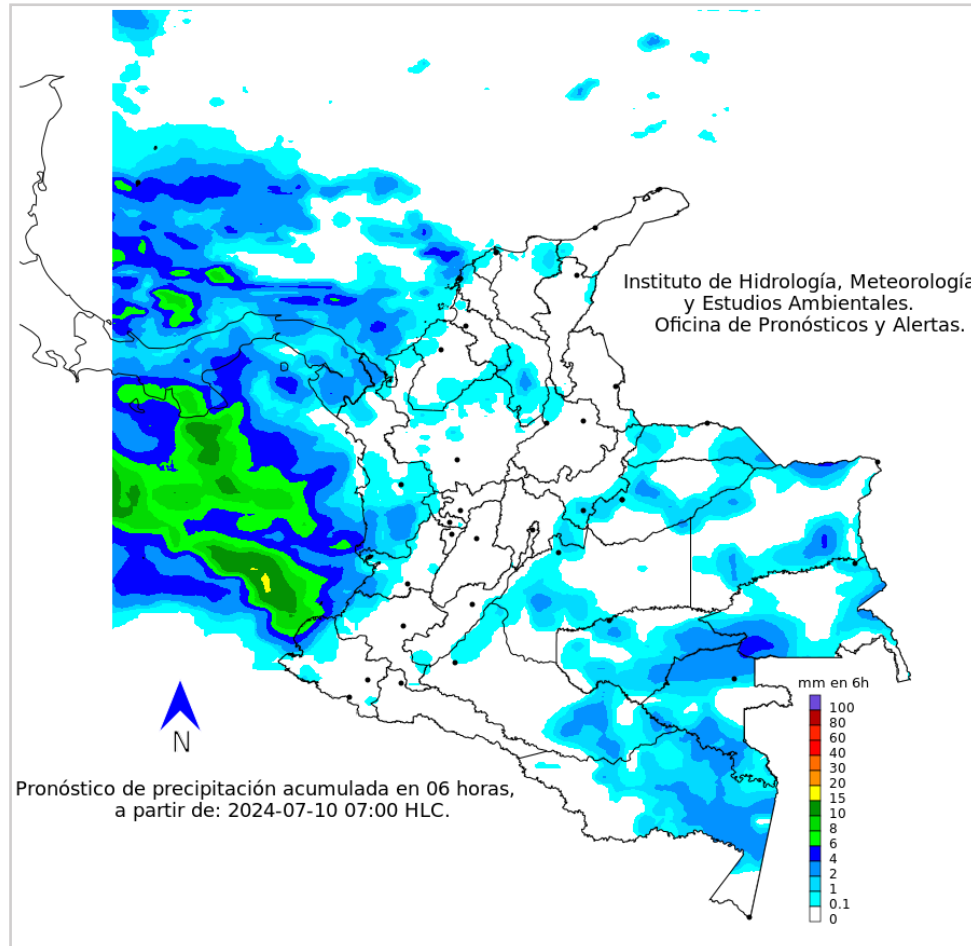 Instituto de Hidrología, Meteorología
y Estudios Ambientales.
Oficina de Pronósticos y Alertas.
mm en 6h
100
80
60
40
30
20
15
10
8
6
4
2
1
0.1
0
N
Pronóstico de precipitación acumulada en 06 horas,
a partir de: 2024-07-10 07:00 HLC.